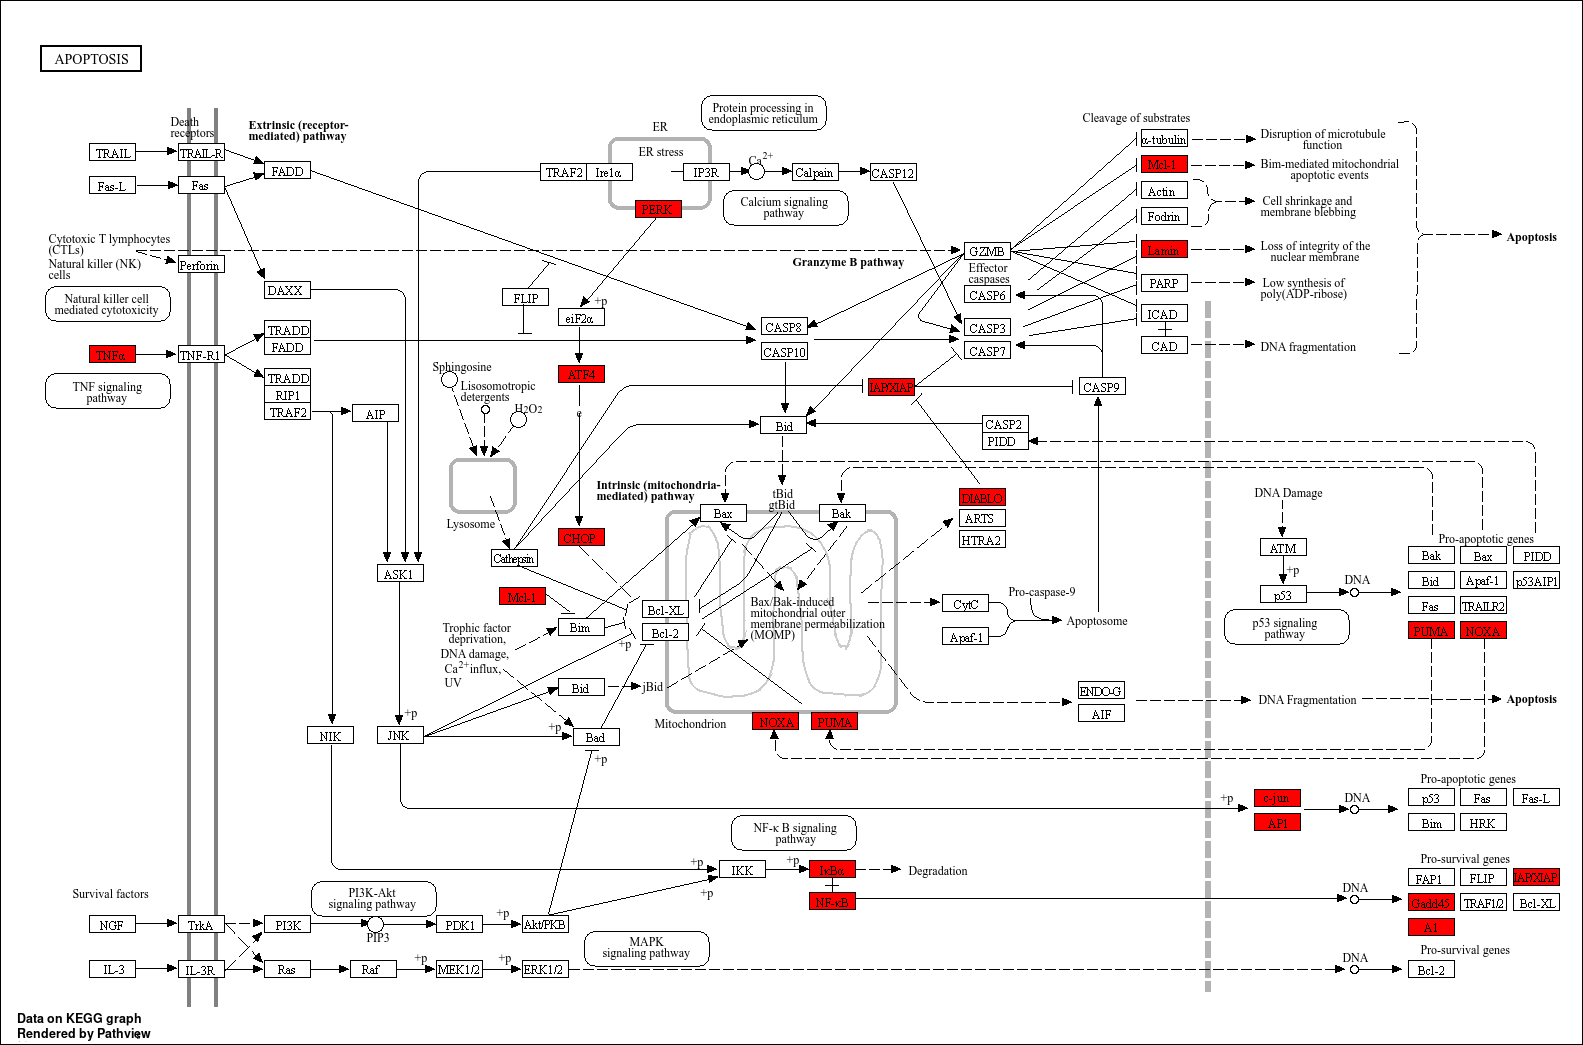 APOPTOSIS
Death
receptors
Extrinsic (receptor-
mediated) pathway
TRAIL
TRAIL-R
FADD
Fas-L
Fas
Cytotoxic T lymphocytes
(CTLs)
Natural killer (NK)
cells
Perforin
Natural killer cell
mediated cytotoxicity
DAXX
TRADD
FADD
TNFα
TNF-R1
TNF signaling
pathway
TRADD
RIP1
TRAF2
AIP
ER
Protein processing in
endoplasmic reticulum
ER stress
TRAF2
Ire1α
IP3R
Ca2+
Calpain
CASP12
PERK
Calcium signaling
pathway
Granzyme B pathway
GZMB
Effector
caspases
CASP6
CASP3
CASP7
FLIP
+p
eiF2α
ATF4
e
CASP8
CASP10
IAP/XIAP
CASP9
Bid
CASP2
PIDD
Cleavage of substrates
α-tubulin
Disruption of microtubule
function
Mcl-1
Bim-mediated mitochondrial
apoptotic events
Actin
Fodrin
Cell shrinkage and
membrane blebbing
Lamin
Loss of integrity of the
nuclear membrane
PARP
Low synthesis of
poly(ADP-ribose)
ICAD
CAD
DNA fragmentation
Apoptosis
Sphingosine
Lisosomotropic
detergents
H2O2
Lysosome
Cathepsin
Intrinsic (mitochondria-
mediated) pathway
tBid
gtBid
Bax
Bak
CHOP
ASK1
Mcl-1
Bcl-XL
Bcl-2
Bim
+p
Trophic factor
deprivation,
DNA damage,
Ca2+influx,
UV
Bid
jBid
Bax/Bak-induced
mitochondrial outer
membrane permeabilization
(MOMP)
Mitochondrion
NOXA
PUMA
DIABLO
ARTS
HTRA2
CytC
Pro-caspase-9
Apaf-1
Apoptosome
ENDO-G
AIF
DNA Fragmentation
Apoptosis
DNA Damage
ATM
+p
p53
DNA
p53 signaling
pathway
Pro-apoptotic genes
Bak
Bax
PIDD
Bid
Apaf-1
p53AIP1
Fas
TRAILR2
PUMA
NOXA
NIK
+p
JNK
+p
Bad
+p
+p
c-jun
AP1
DNA
Pro-apoptotic genes
p53
Fas
Fas-L
Bim
HRK
NF-κ B signaling
pathway
+p
IKK
+p
IκBα
Degradation
+p
NF-κB
DNA
Pro-survival genes
FAP1
FLIP
IAP/XIAP
Gadd45
TRAF1/2
Bcl-XL
A1
Survival factors
NGF
TrkA
PI3K
PI3K-Akt
signaling pathway
PIP3
PDK1
+p
Akt/PKB
IL-3
IL-3R
Ras
Raf
+p
MEK1/2
+p
ERK1/2
MAPK
signaling pathway
DNA
Pro-survival genes
Bcl-2
Data on KEGG graph
Rendered by Pathview